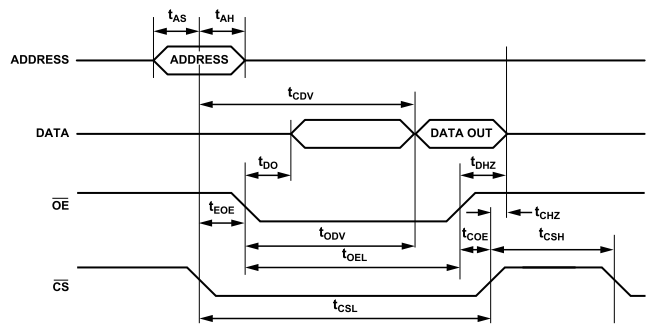 tAS tAH
ADDRESS ADDRESS
tCDV
DATA DATA OUT
tDO tDHZ
OE
tEOE tCHZ
tODV tCOE tCSH
tOEL
CS
tCSL